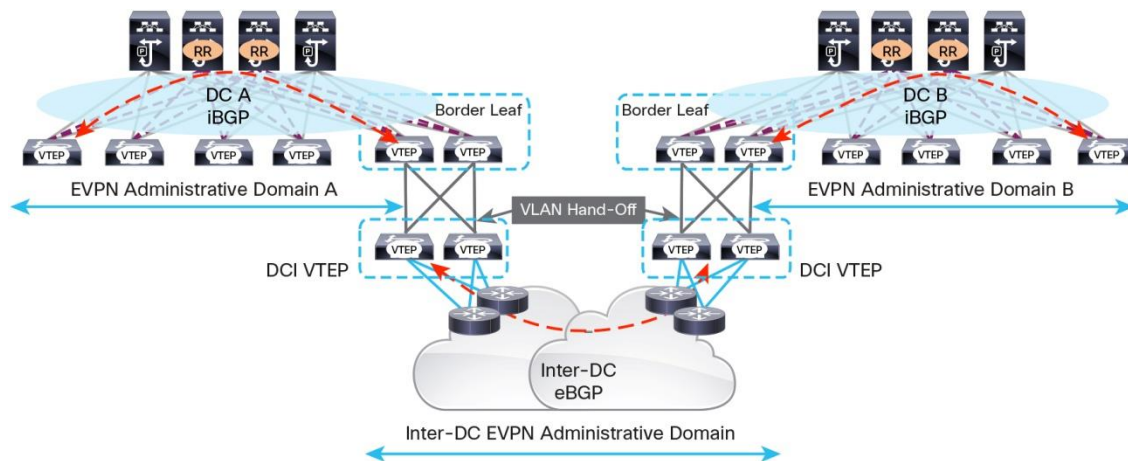 RR RR
RR RR
P P
P P
DC A
iBGP
Border Leaf
Border Leaf
DC B
iBGP
VTEP VTEP VTEP VTEP VTEP VTEP
VTEP VTEP VTEP VTEP VTEP VTEP
EVPN Administrative Domain A
EVPN Administrative Domain B
VLAN Hand-Off
VTEP VTEP
VTEP VTEP
DCI VTEP
DCI VTEP
Inter-DC
eBGP
Inter-DC EVPN Administrative Domain